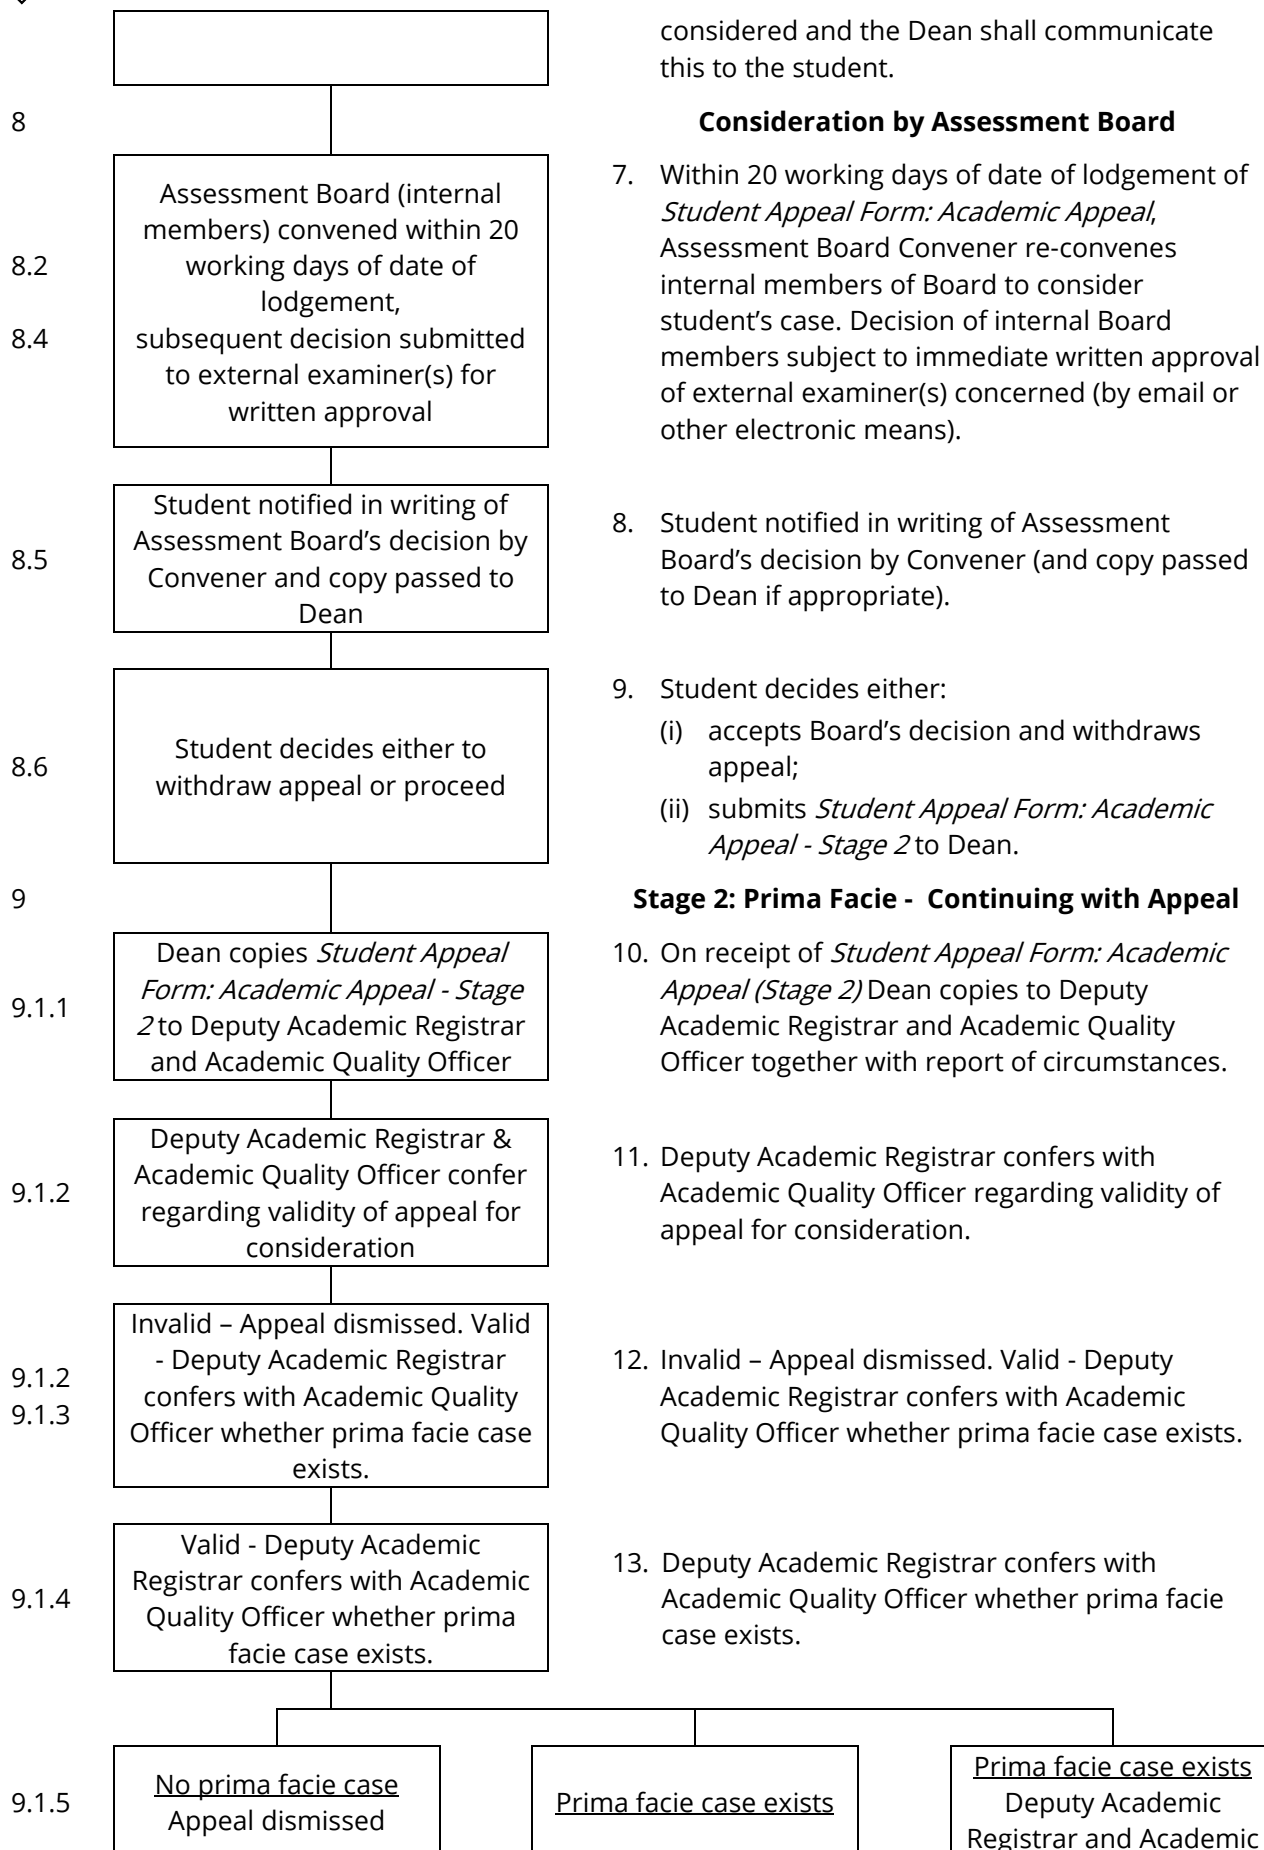 considered and the Dean shall communicate
this to the student.
8
Consideration by Assessment Board
Assessment Board (internal
members) convened within 20
working days of date of
lodgement,
subsequent decision submitted
to external examiner(s) for
written approval
8.2
8.4
7. Within 20 working days of date of lodgement of
Student Appeal Form: Academic Appeal,
Assessment Board Convener re-convenes
internal members of Board to consider
student’s case. Decision of internal Board
members subject to immediate written approval
of external examiner(s) concerned (by email or
other electronic means).
8.5
Student notified in writing of
Assessment Board’s decision by
Convener and copy passed to
Dean
8. Student notified in writing of Assessment
Board’s decision by Convener (and copy passed
to Dean if appropriate).
8.6
Student decides either to
withdraw appeal or proceed
9. Student decides either:
(i) accepts Board’s decision and withdraws
appeal;
(ii) submits Student Appeal Form: Academic
Appeal - Stage 2 to Dean.
9
Stage 2: Prima Facie - Continuing with Appeal
9.1.1
Dean copies Student Appeal
Form: Academic Appeal - Stage
2 to Deputy Academic Registrar
and Academic Quality Officer
10. On receipt of Student Appeal Form: Academic
Appeal (Stage 2) Dean copies to Deputy
Academic Registrar and Academic Quality
Officer together with report of circumstances.
9.1.2
Deputy Academic Registrar &
Academic Quality Officer confer
regarding validity of appeal for
consideration
11. Deputy Academic Registrar confers with
Academic Quality Officer regarding validity of
appeal for consideration.
9.1.2
9.1.3
Invalid – Appeal dismissed. Valid
- Deputy Academic Registrar
confers with Academic Quality
Officer whether prima facie case
exists.
12. Invalid – Appeal dismissed. Valid - Deputy
Academic Registrar confers with Academic
Quality Officer whether prima facie case exists.
9.1.4
Valid - Deputy Academic
Registrar confers with Academic
Quality Officer whether prima
facie case exists.
13. Deputy Academic Registrar confers with
Academic Quality Officer whether prima facie
case exists.
9.1.5
No prima facie case
Appeal dismissed
Prima facie case exists
Prima facie case exists
Deputy Academic
Registrar and Academic